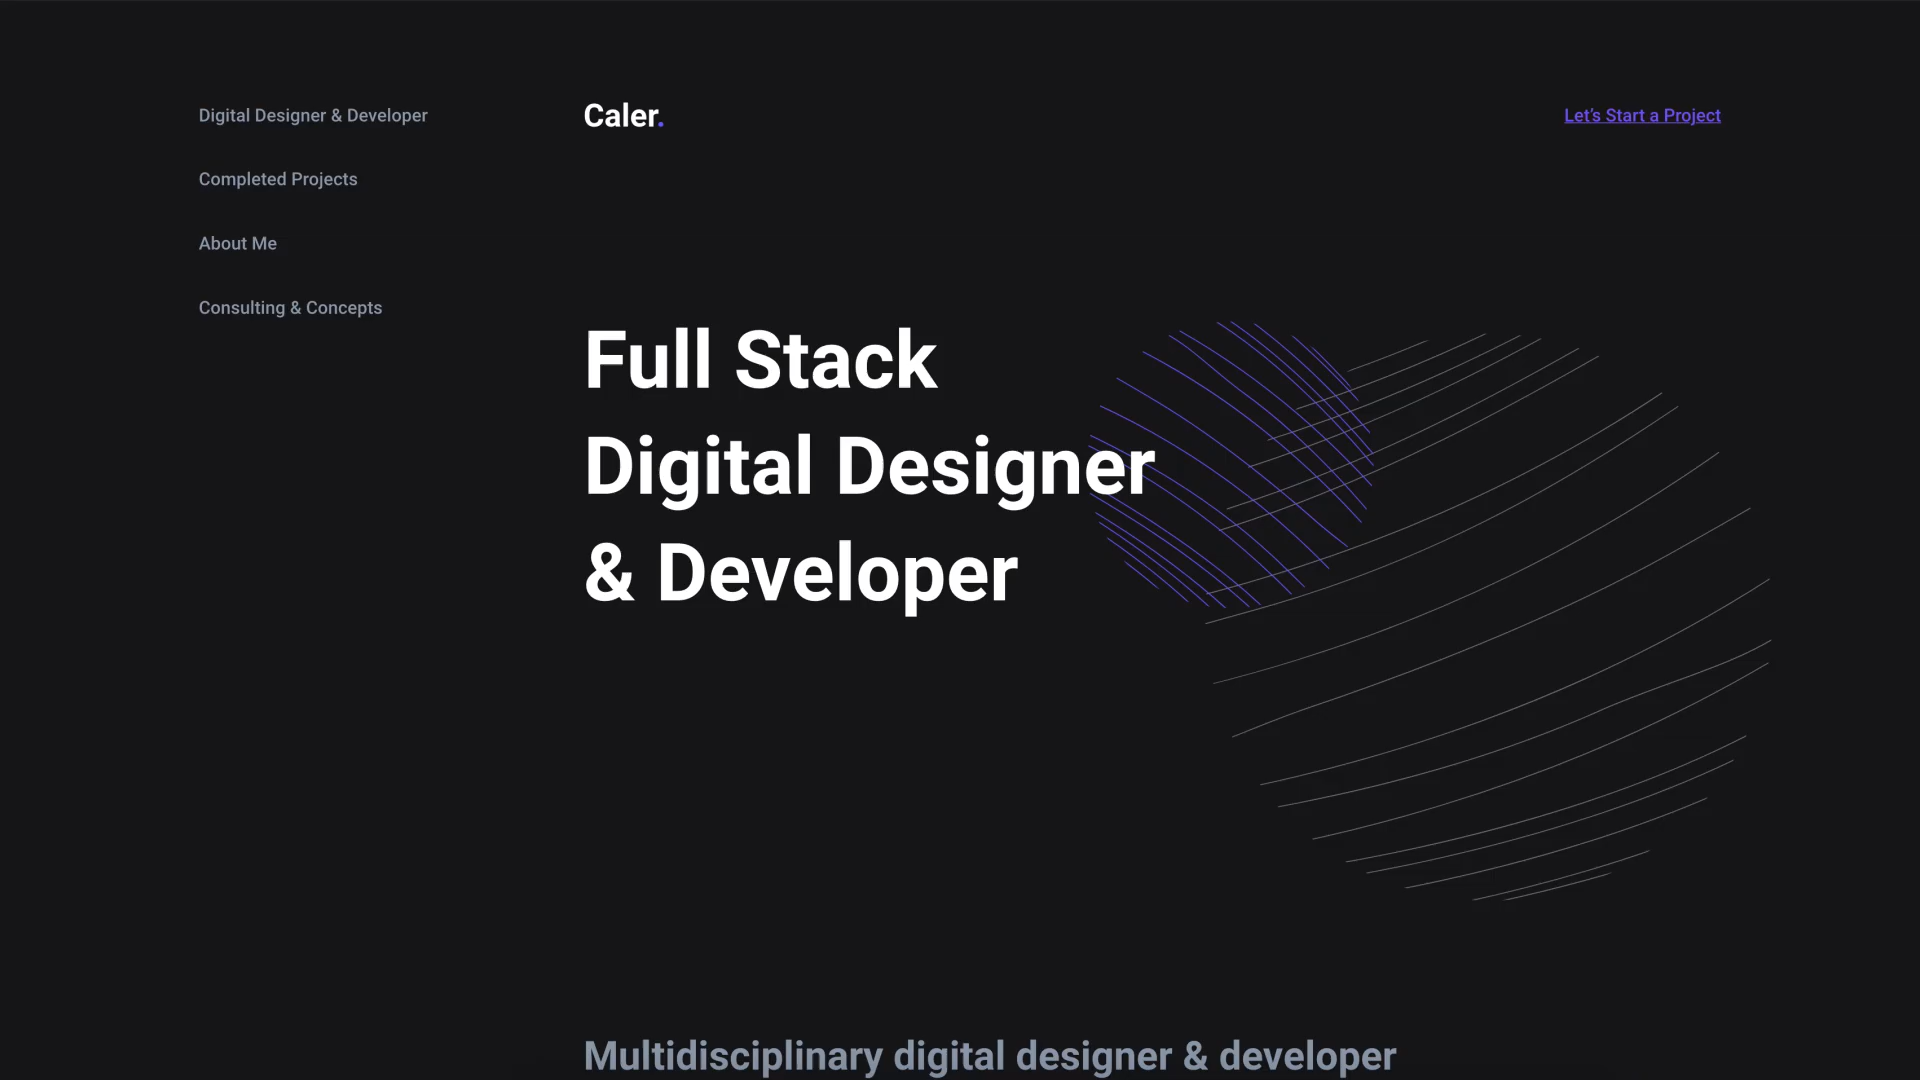 Digital Designer & Developer
Caler.
Let’s Start a Project
Completed Projects
About Me
Consulting & Concepts
Full Stack
Digital Designer
& Developer
Multidisciplinary digital designer & developer